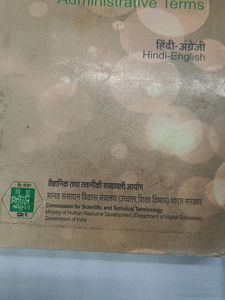 Administrative Terms
हिंदी-अंग्रेजी
Hindi-English
वैज्ञानिक तथा तकनीकी शब्दावली आयोग
मानव संसाधन विकास मंत्रालय (उच्चतर शिक्षा विभाग) भारत सरकार
Commission for Scientific and Technical Terminology
Ministry of Human Resource Development (Department of Higher Education)
Government of India